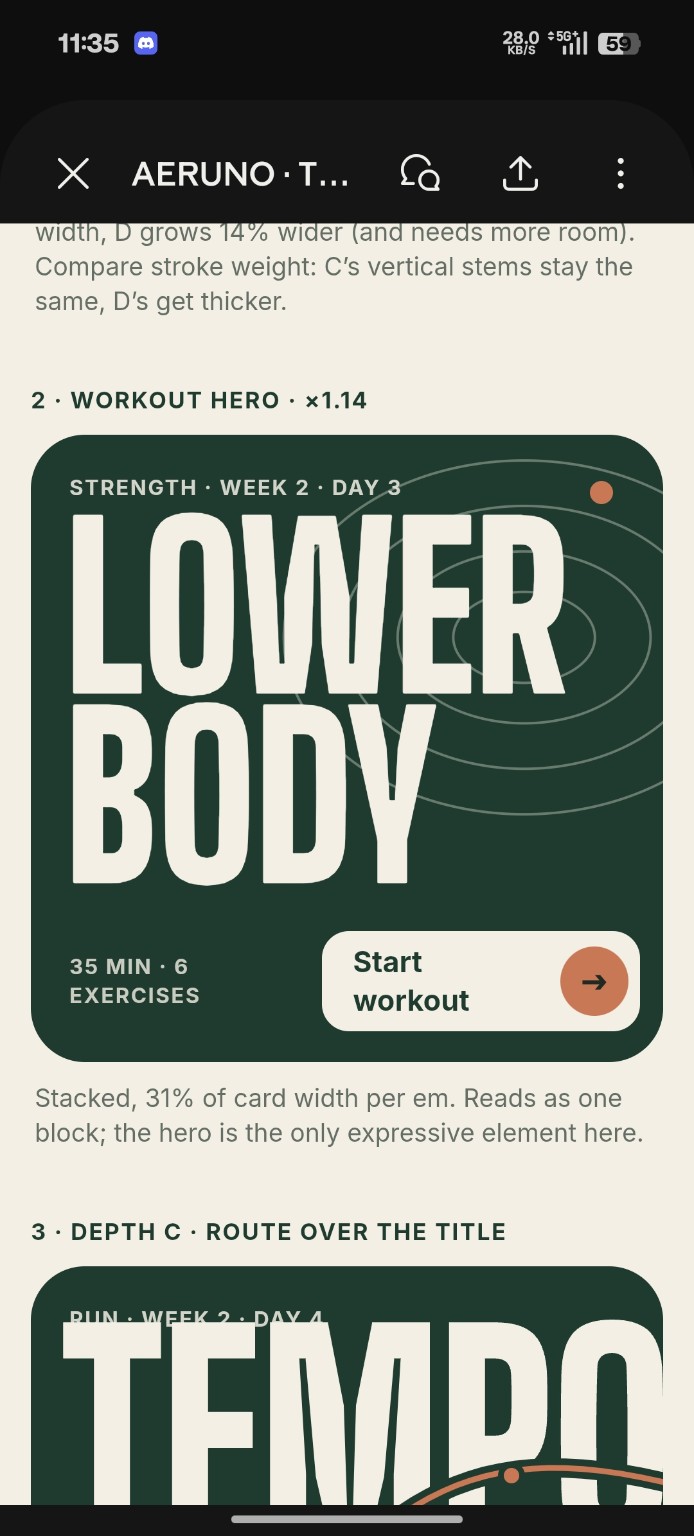 11:35
28.0 KB/S 5G+ 59
AERUNO · T...
width, D grows 14% wider (and needs more room).
Compare stroke weight: C’s vertical stems stay the
same, D’s get thicker.
2 · WORKOUT HERO · ×1.14
STRENGTH · WEEK 2 · DAY 3
LOWER
BODY
35 MIN · 6
EXERCISES
Start
workout
➔
Stacked, 31% of card width per em. Reads as one
block; the hero is the only expressive element here.
3 · DEPTH C · ROUTE OVER THE TITLE
RUN · WEEK 2 · DAY 4
TEMPO